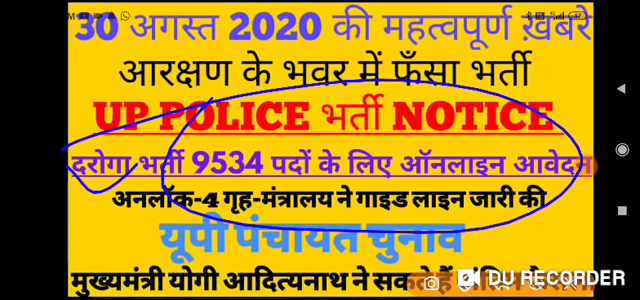 30 अगस्त 2020 की महत्वपूर्ण ख़बरे
आरक्षण के भवर में फँसा भर्ती
UP POLICE भर्ती NOTICE
दरोगा भर्ती 9534 पदों के लिए ऑनलाइन आवेदन
अनलॉक-4 गृह-मंत्रालय ने गाइड लाइन जारी की
यूपी पंचायत चुनाव
मुख्यमंत्री योगी आदित्यनाथ ने
DU RECORDER